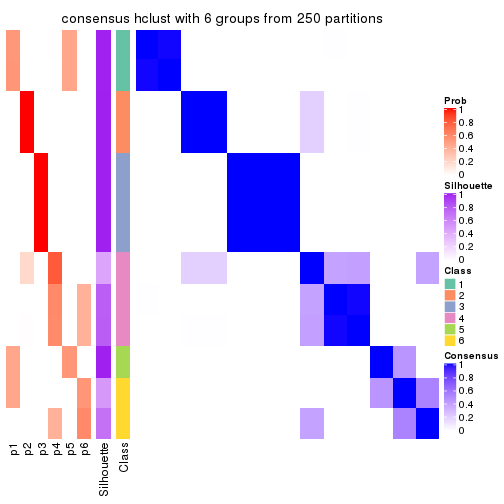 consensus hclust with 6 groups from 250 partitions
Prob
1
0.8
0.6
0.4
0.2
0
Silhouette
1
0.8
0.6
0.4
0.2
0
Class
1
2
3
4
5
6
Consensus
1
0.8
0.6
0.4
0.2
0
p1
p2
p3
p4
p5
p6
Silhouette
Class